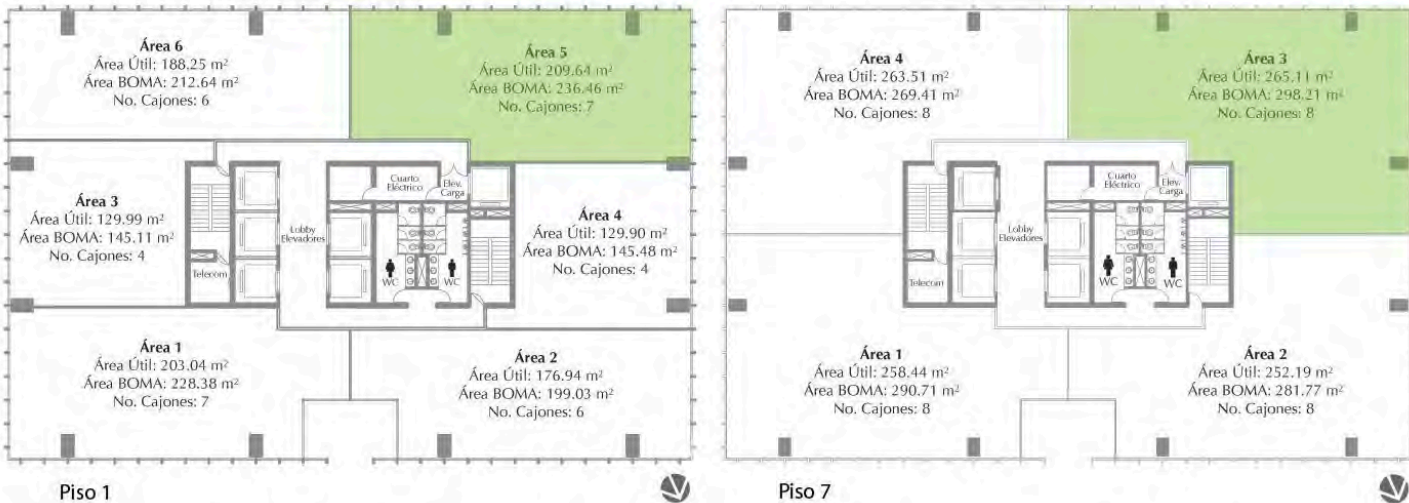 Área 6
Área Útil: 188.25 m²
Área BOMA: 212.64 m²
No. Cajones: 6
Área 5
Área Útil: 209.64 m²
Área BOMA: 236.46 m²
No. Cajones: 7
Área 3
Área Útil: 129.99 m²
Área BOMA: 145.11 m²
No. Cajones: 4
Telecom
Lobby
Elevadores
Cuarto
Eléctrico
Elev.
Carga
WC
WC
Área 4
Área Útil: 129.90 m²
Área BOMA: 145.48 m²
No. Cajones: 4
Área 1
Área Útil: 203.04 m²
Área BOMA: 228.38 m²
No. Cajones: 7
Área 2
Área Útil: 176.94 m²
Área BOMA: 199.03 m²
No. Cajones: 6
Piso 1
Área 4
Área Útil: 263.51 m²
Área BOMA: 269.41 m²
No. Cajones: 8
Área 3
Área Útil: 265.11 m²
Área BOMA: 298.21 m²
No. Cajones: 8
Telecom
Lobby
Elevadores
Cuarto
Eléctrico
Elev.
Carga
WC
WC
Área 1
Área Útil: 258.44 m²
Área BOMA: 290.71 m²
No. Cajones: 8
Área 2
Área Útil: 252.19 m²
Área BOMA: 281.77 m²
No. Cajones: 8
Piso 7